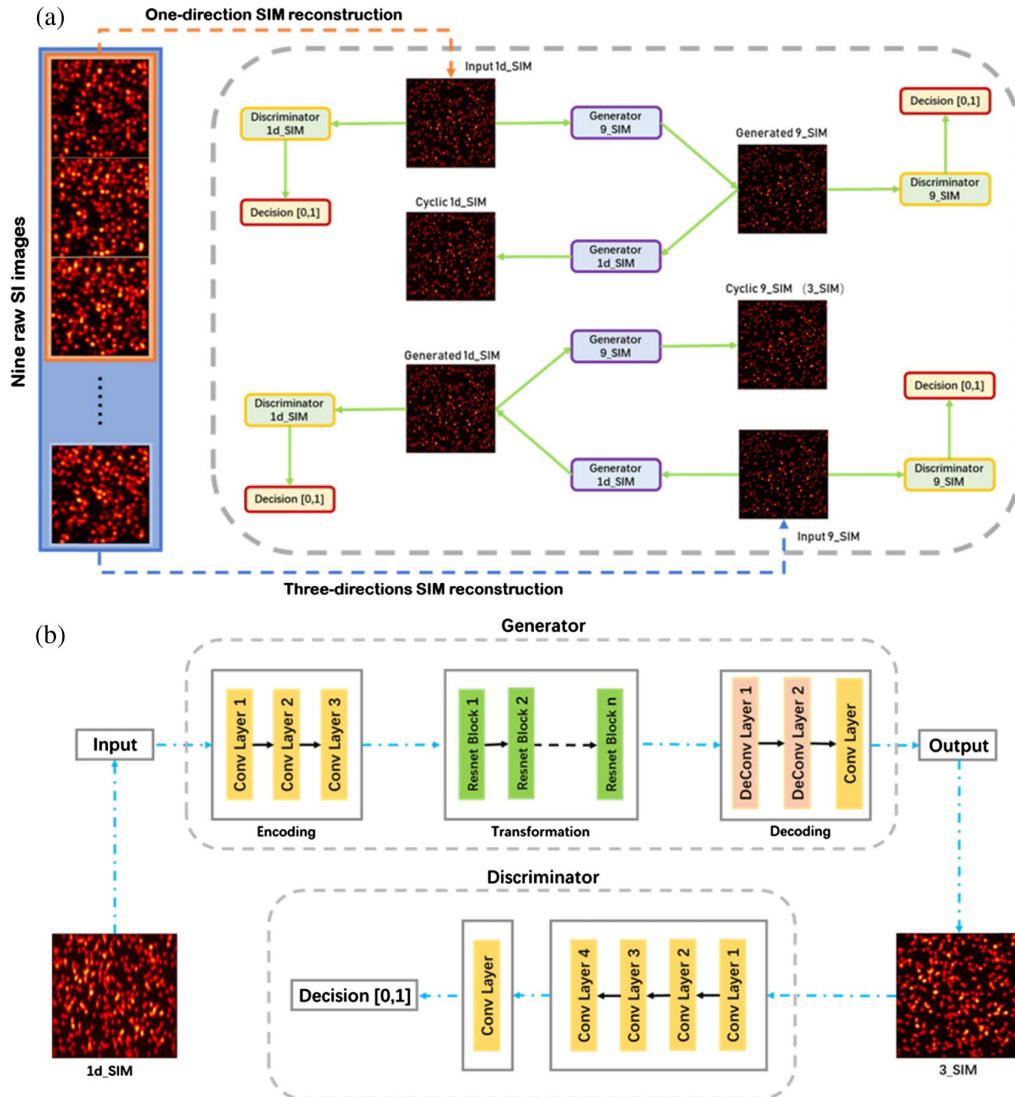 (a)
One-direction SIM reconstruction
Nine raw SI images
Input 1d_SIM
Discriminator
1d_SIM
Generator
9_SIM
Generated 9_SIM
Decision [0,1]
Discriminator
9_SIM
Decision [0,1]
Cyclic 1d_SIM
Generator
1d_SIM
Cyclic 9_SIM (3_SIM)
Generated 1d_SIM
Generator
9_SIM
Discriminator
1d_SIM
Decision [0,1]
Decision [0,1]
Generator
1d_SIM
Discriminator
9_SIM
Input 9_SIM
Three-directions SIM reconstruction
(b)
Generator
Input
Conv Layer 1
Conv Layer 2
Conv Layer 3
Encoding
Resnet Block 1
Resnet Block 2
Resnet Block n
Transformation
DeConv Layer 1
DeConv Layer 2
Conv Layer
Decoding
Output
Discriminator
Decision [0,1]
Conv Layer
Conv Layer 4
Conv Layer 3
Conv Layer 2
Conv Layer 1
1d_SIM
3_SIM